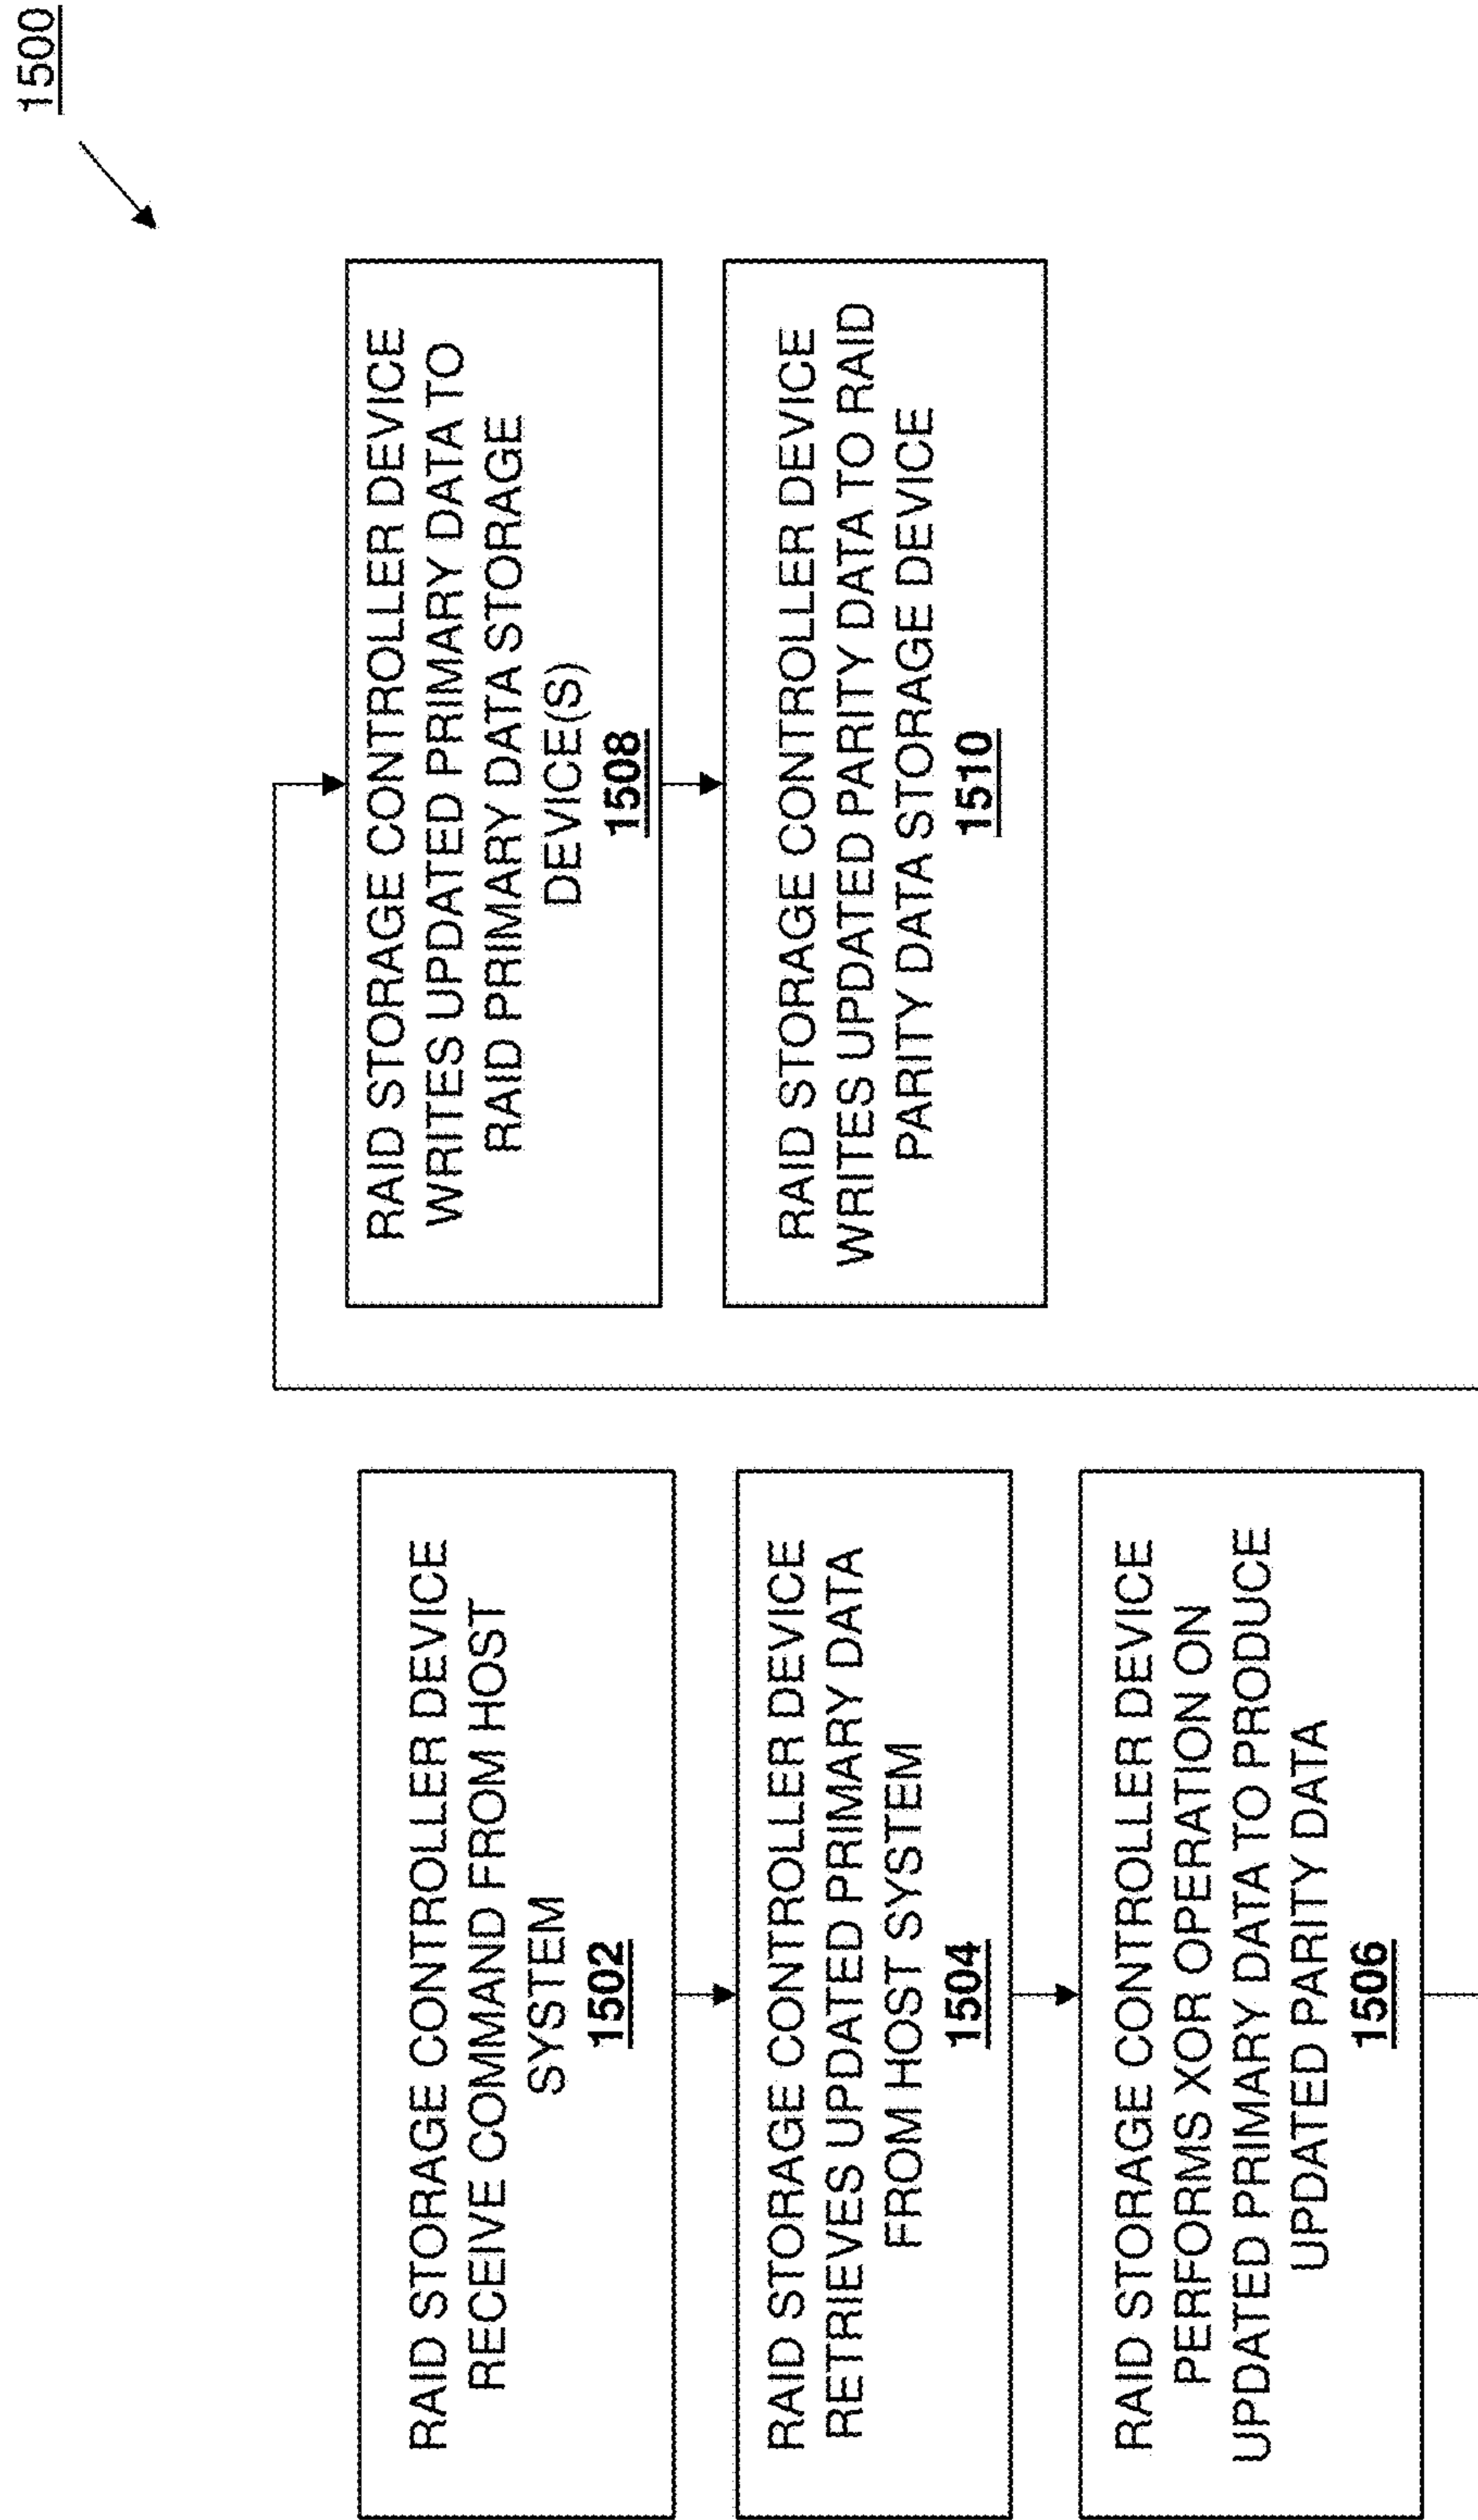 1500
RAID STORAGE CONTROLLER DEVICE
RECEIVE COMMAND FROM HOST
SYSTEM
1502
RAID STORAGE CONTROLLER DEVICE
RETRIEVES UPDATED PRIMARY DATA
FROM HOST SYSTEM
1504
RAID STORAGE CONTROLLER DEVICE
PERFORMS XOR OPERATION ON
UPDATED PRIMARY DATA TO PRODUCE
UPDATED PARITY DATA
1506
RAID STORAGE CONTROLLER DEVICE
WRITES UPDATED PRIMARY DATA TO
RAID PRIMARY DATA STORAGE
DEVICE(S)
1508
RAID STORAGE CONTROLLER DEVICE
WRITES UPDATED PARITY DATA TO RAID
PARITY DATA STORAGE DEVICE
1510